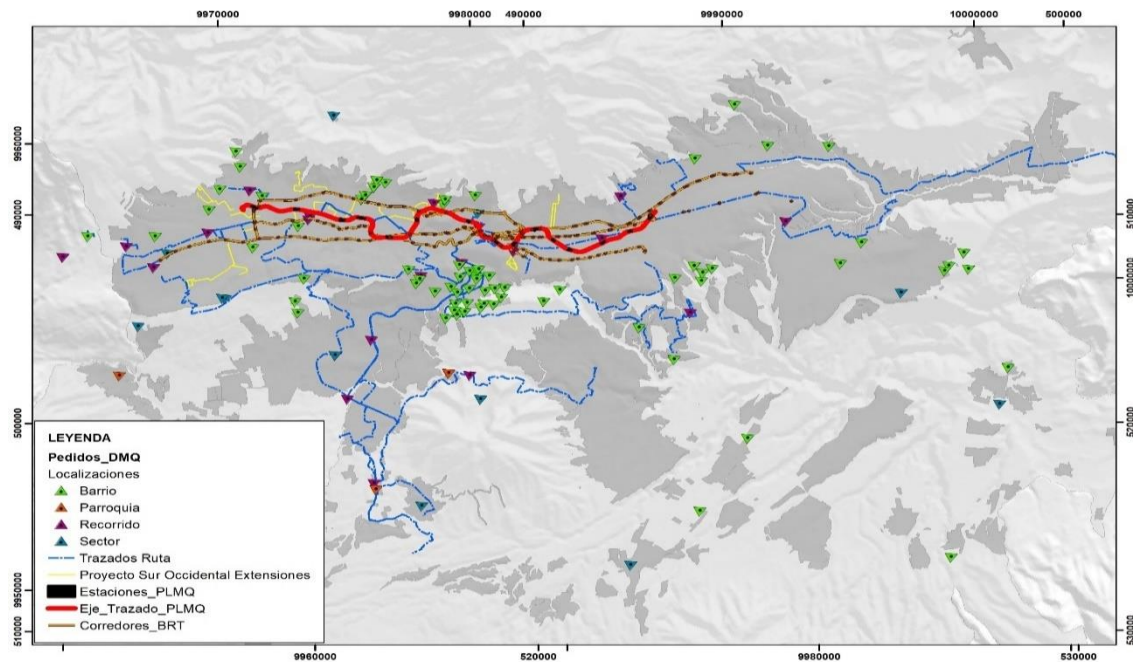 9970000 9980000 490000 9990000 10000000 500000
9960000
490000
510000
10000000
500000
520000
LEYENDA
Pedidos_DMQ
Localizaciones
Barrio
Parroquia
Recorrido
Sector
Trazados Ruta
Proyecto Sur Occidental Extensiones
Estaciones_PLMQ
Eje_Trazado_PLMQ
Corredores_BRT
9950000
510000
530000
9960000 520000 9980000 530000